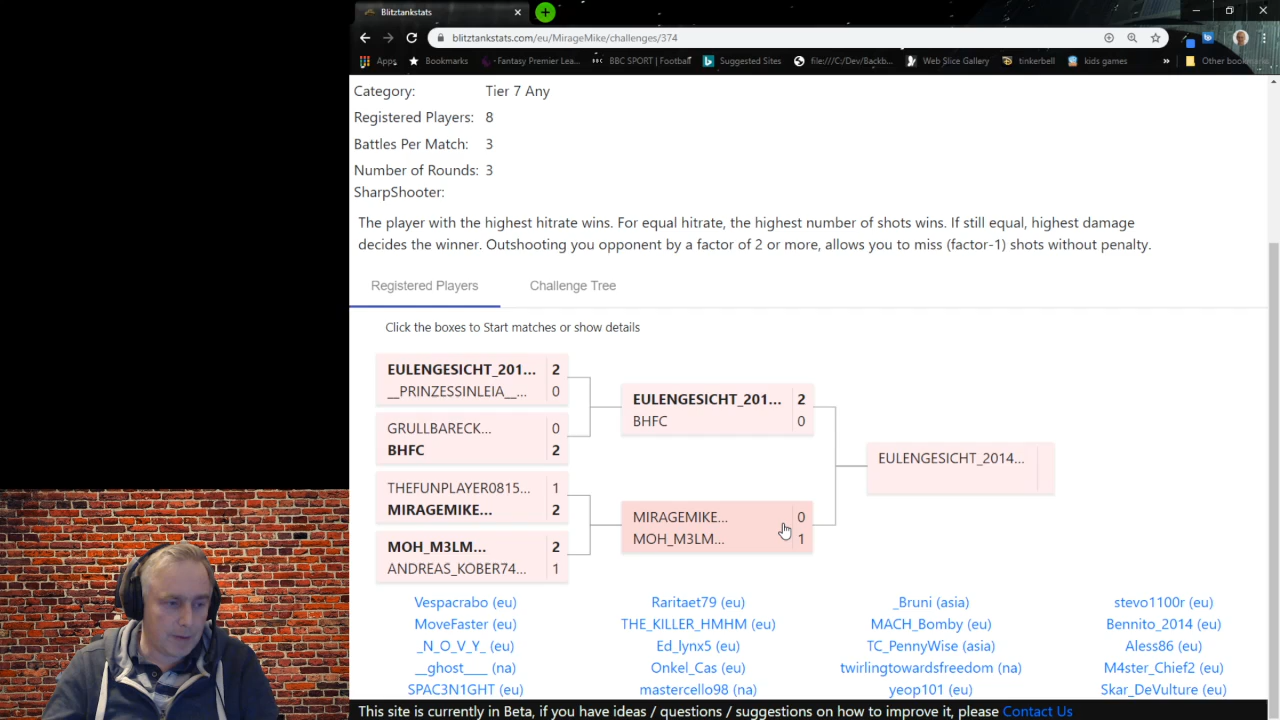 Blitztankstats
blitztankstats.com/eu/MirageMike/challenges/374
Apps Bookmarks Fantasy Premier Lea... BBC SPORT | Football Suggested Sites file:///C:/Dev/Backb... Web Slice Gallery tinkerbell kids games » Other bookmarks
Category: Tier 7 Any
Registered Players: 8
Battles Per Match: 3
Number of Rounds: 3
SharpShooter:
The player with the highest hitrate wins. For equal hitrate, the highest number of shots wins. If still equal, highest damage
decides the winner. Outshooting you opponent by a factor of 2 or more, allows you to miss (factor-1) shots without penalty.
Registered Players Challenge Tree
Click the boxes to Start matches or show details
EULENGESICHT_201... 2
__PRINZESSINLEIA__... 0
GRULLBARECK... 0
BHFC 2
THEFUNPLAYER0815... 1
MIRAGEMIKE... 2
MOH_M3LM... 2
ANDREAS_KOBER74... 1
EULENGESICHT_201... 2
BHFC 0
MIRAGEMIKE... 0
MOH_M3LM... 1
EULENGESICHT_2014...
Vespacrabo (eu) Raritaet79 (eu) _Bruni (asia) stevo1100r (eu)
MoveFaster (eu) THE_KILLER_HMHM (eu) MACH_Bomby (eu) Bennito_2014 (eu)
_N_O_V_Y_ (eu) Ed_lynx5 (eu) TC_PennyWise (asia) Aless86 (eu)
__ghost____ (na) Onkel_Cas (eu) twirlingtowardsfreedom (na) M4ster_Chief2 (eu)
SPAC3N1GHT (eu) mastercello98 (na) yeop101 (eu) Skar_DeVulture (eu)
This site is currently in Beta, if you have ideas / questions / suggestions on how to improve it, please Contact Us